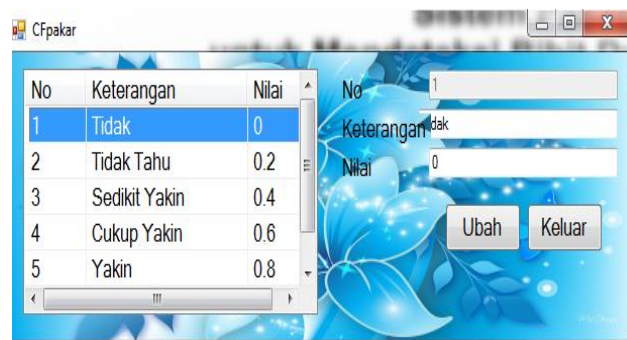 CFpakar
No Keterangan Nilai
1 Tidak 0
2 Tidak Tahu 0.2
3 Sedikit Yakin 0.4
4 Cukup Yakin 0.6
5 Yakin 0.8
No 1
Keterangan dak
Nilai 0
Ubah Keluar